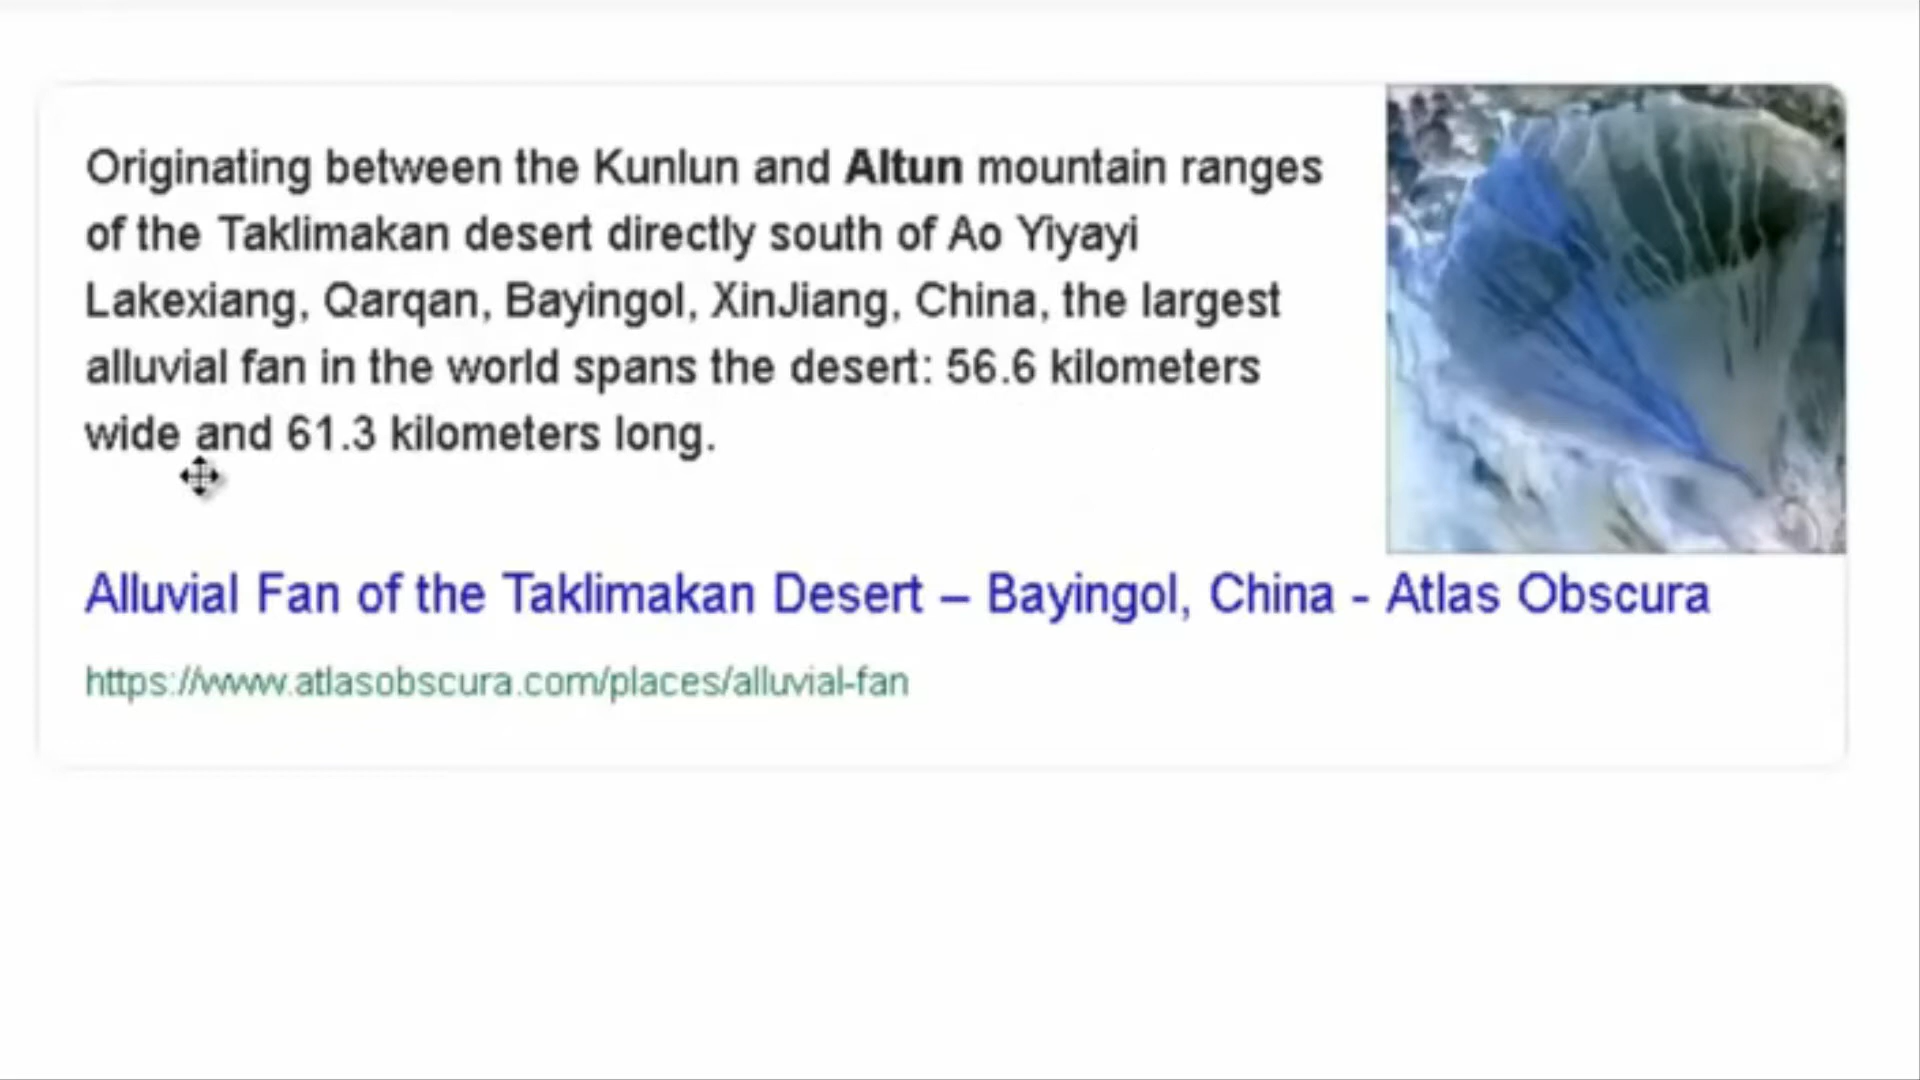 Originating between the Kunlun and Altun mountain ranges
of the Taklimakan desert directly south of Ao Yiyayi
Lakexiang, Qarqan, Bayingol, XinJiang, China, the largest
alluvial fan in the world spans the desert: 56.6 kilometers
wide and 61.3 kilometers long.
Alluvial Fan of the Taklimakan Desert – Bayingol, China - Atlas Obscura
https://www.atlasobscura.com/places/alluvial-fan